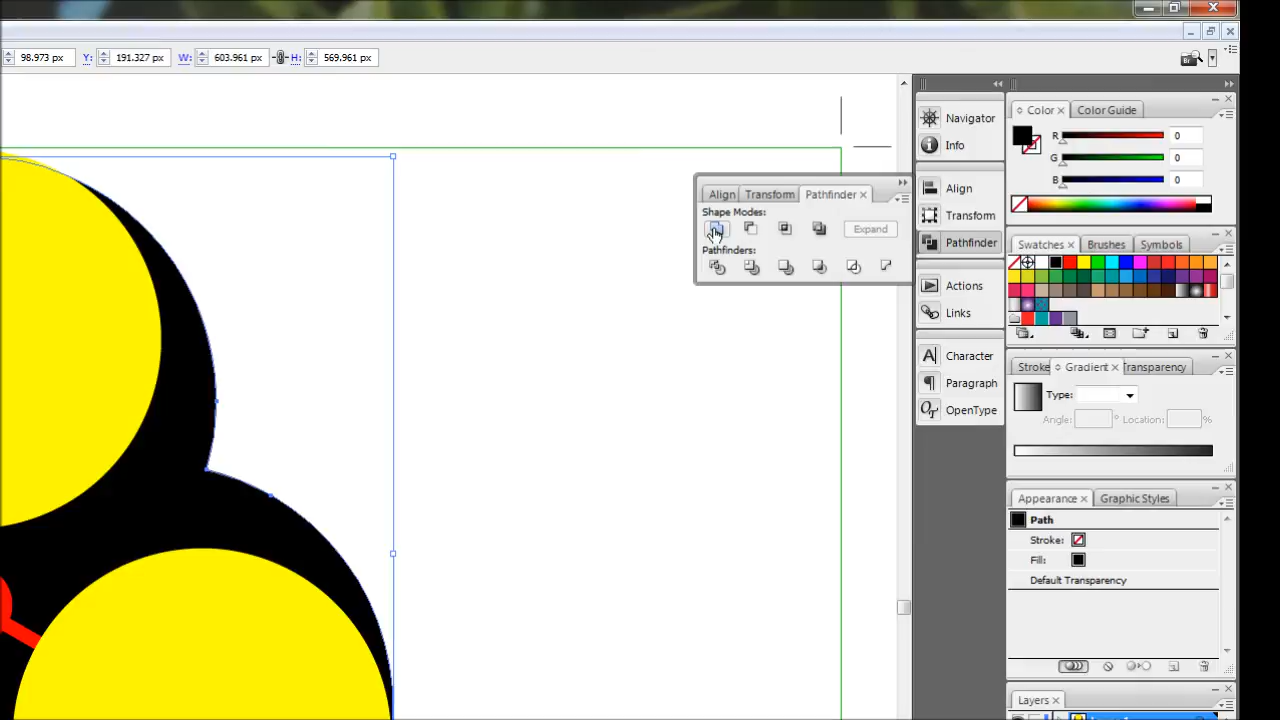 98.973 px Y: 191.327 px W: 603.961 px H: 569.961 px
Br
Navigator
Info
Align
Transform
Pathfinder
Actions
Links
Character
Paragraph
OpenType
Align Transform Pathfinder ×
Shape Modes:
Expand
Pathfinders:
Color × Color Guide
R 0
G 0
B 0
Swatches × Brushes Symbols
Stroke Gradient × Transparency
Type:
Angle: ° Location: %
Appearance × Graphic Styles
Path
Stroke:
Fill:
Default Transparency
Layers ×